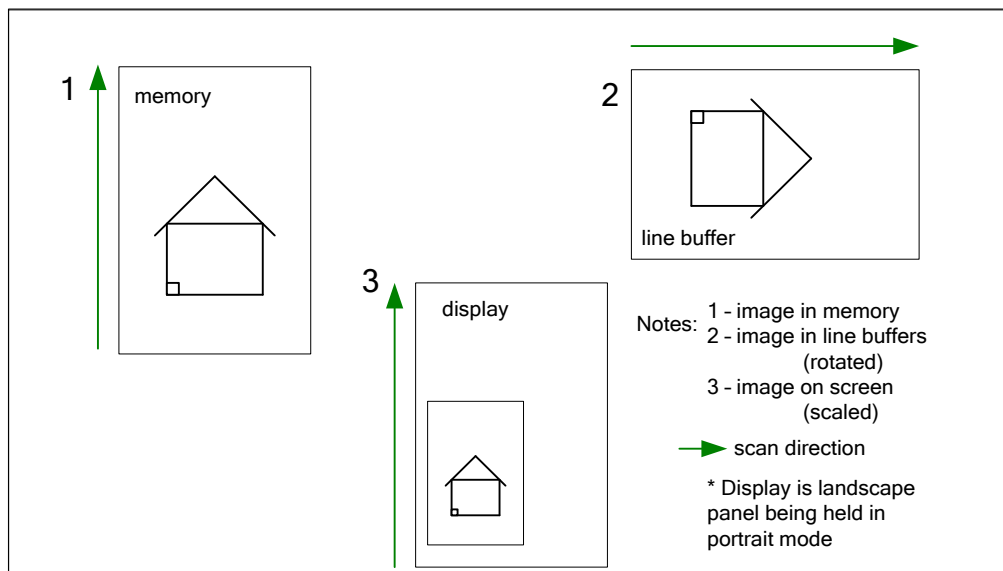 1
memory
2
line buffer
3
display
Notes:
1 - image in memory
2 - image in line buffers
(rotated)
3 - image on screen
(scaled)
scan direction
* Display is landscape
panel being held in
portrait mode